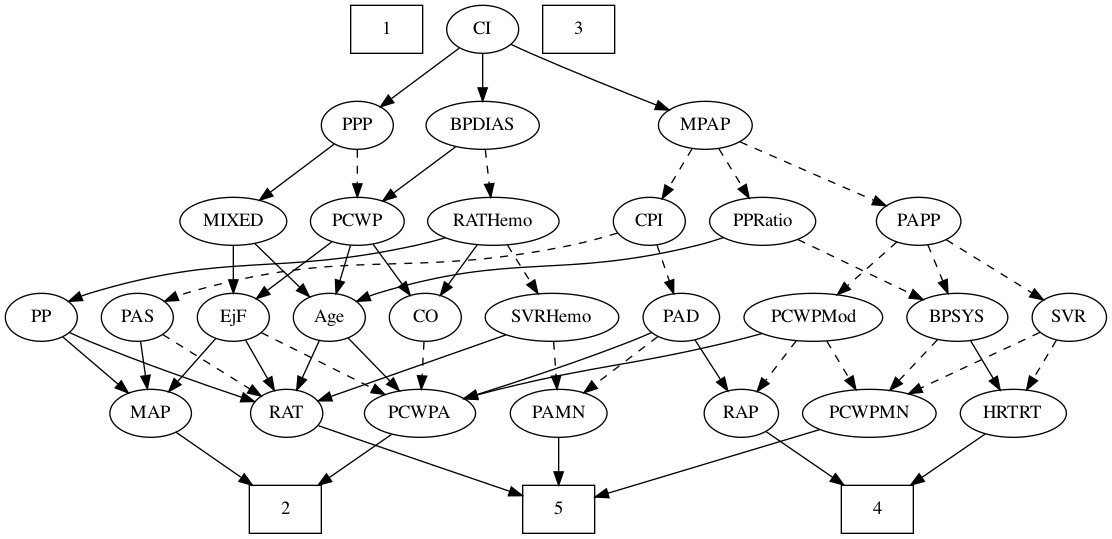 1 CI 3
PPP BPDIAS MPAP
MIXED PCWP RATHemo CPI PPRatio PAPP
PP PAS EjF Age CO SVRHemo PAD PCWPMod BPSYS SVR
MAP RAT PCWPA PAMN RAP PCWPMN HRTRT
2 5 4